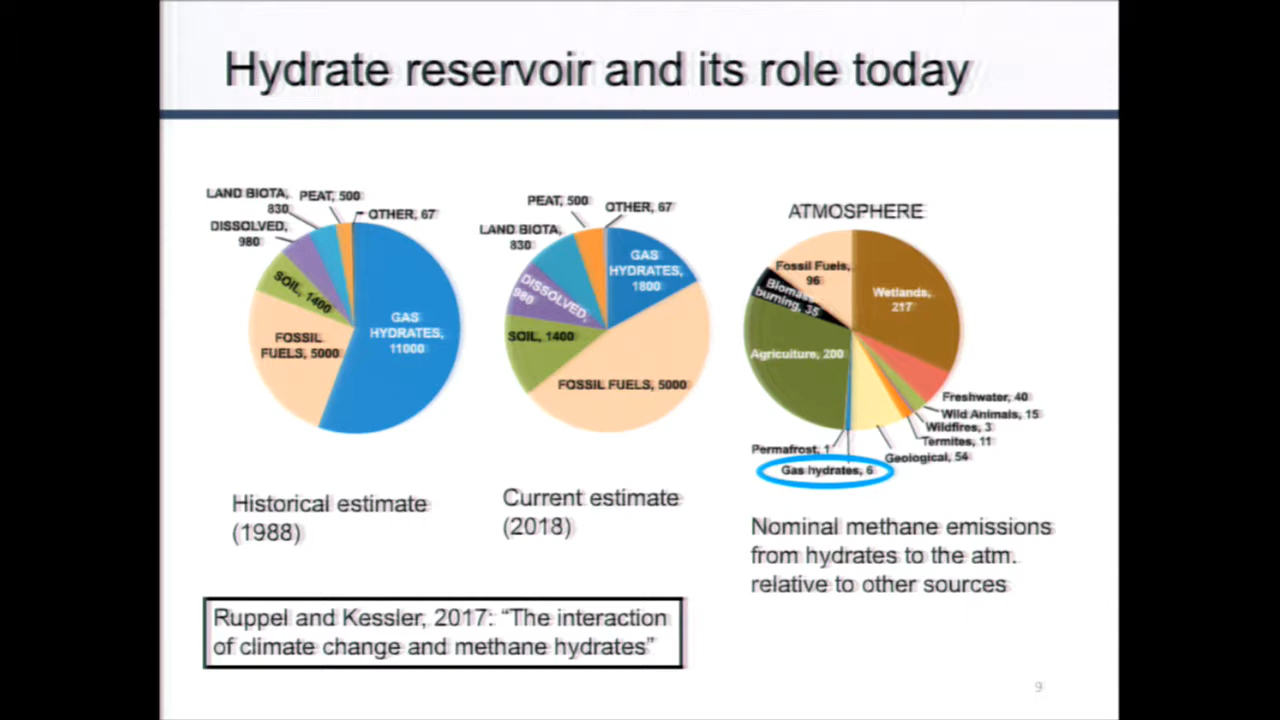 Hydrate reservoir and its role today
LAND BIOTA,
830
PEAT, 500
OTHER, 67
DISSOLVED,
980
SOIL, 1400
FOSSIL
FUELS, 5000
GAS
HYDRATES,
11000
Historical estimate
(1988)
PEAT, 500
OTHER, 67
LAND BIOTA,
830
GAS
HYDRATES,
1800
DISSOLVED,
980
SOIL, 1400
FOSSIL FUELS, 5000
Current estimate
(2018)
ATMOSPHERE
Fossil Fuels,
96
Biomass
burning, 35
Wetlands,
217
Agriculture, 200
Freshwater, 40
Wild Animals, 15
Wildfires, 3
Termites, 11
Geological, 54
Permafrost, 1
Gas hydrates, 6
Nominal methane emissions
from hydrates to the atm.
relative to other sources
Ruppel and Kessler, 2017: “The interaction
of climate change and methane hydrates”
9